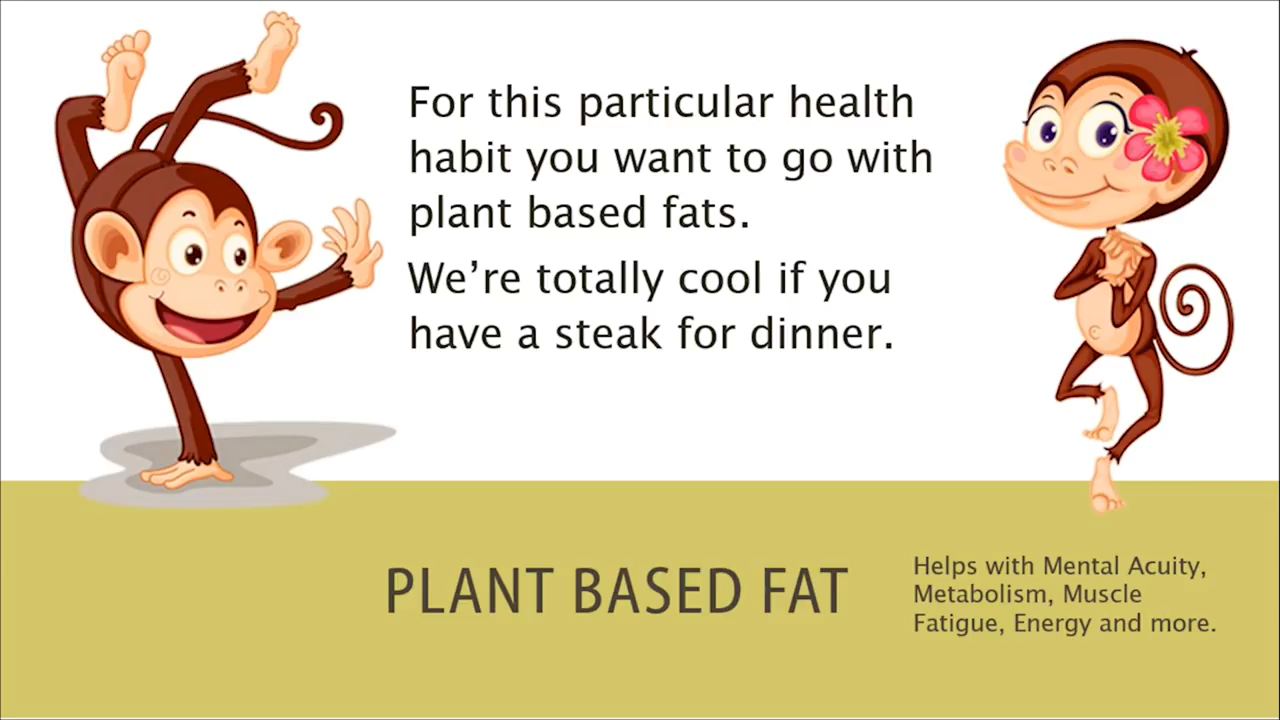 For this particular health
habit you want to go with
plant based fats.
We’re totally cool if you
have a steak for dinner.
PLANT BASED FAT
Helps with Mental Acuity,
Metabolism, Muscle
Fatigue, Energy and more.